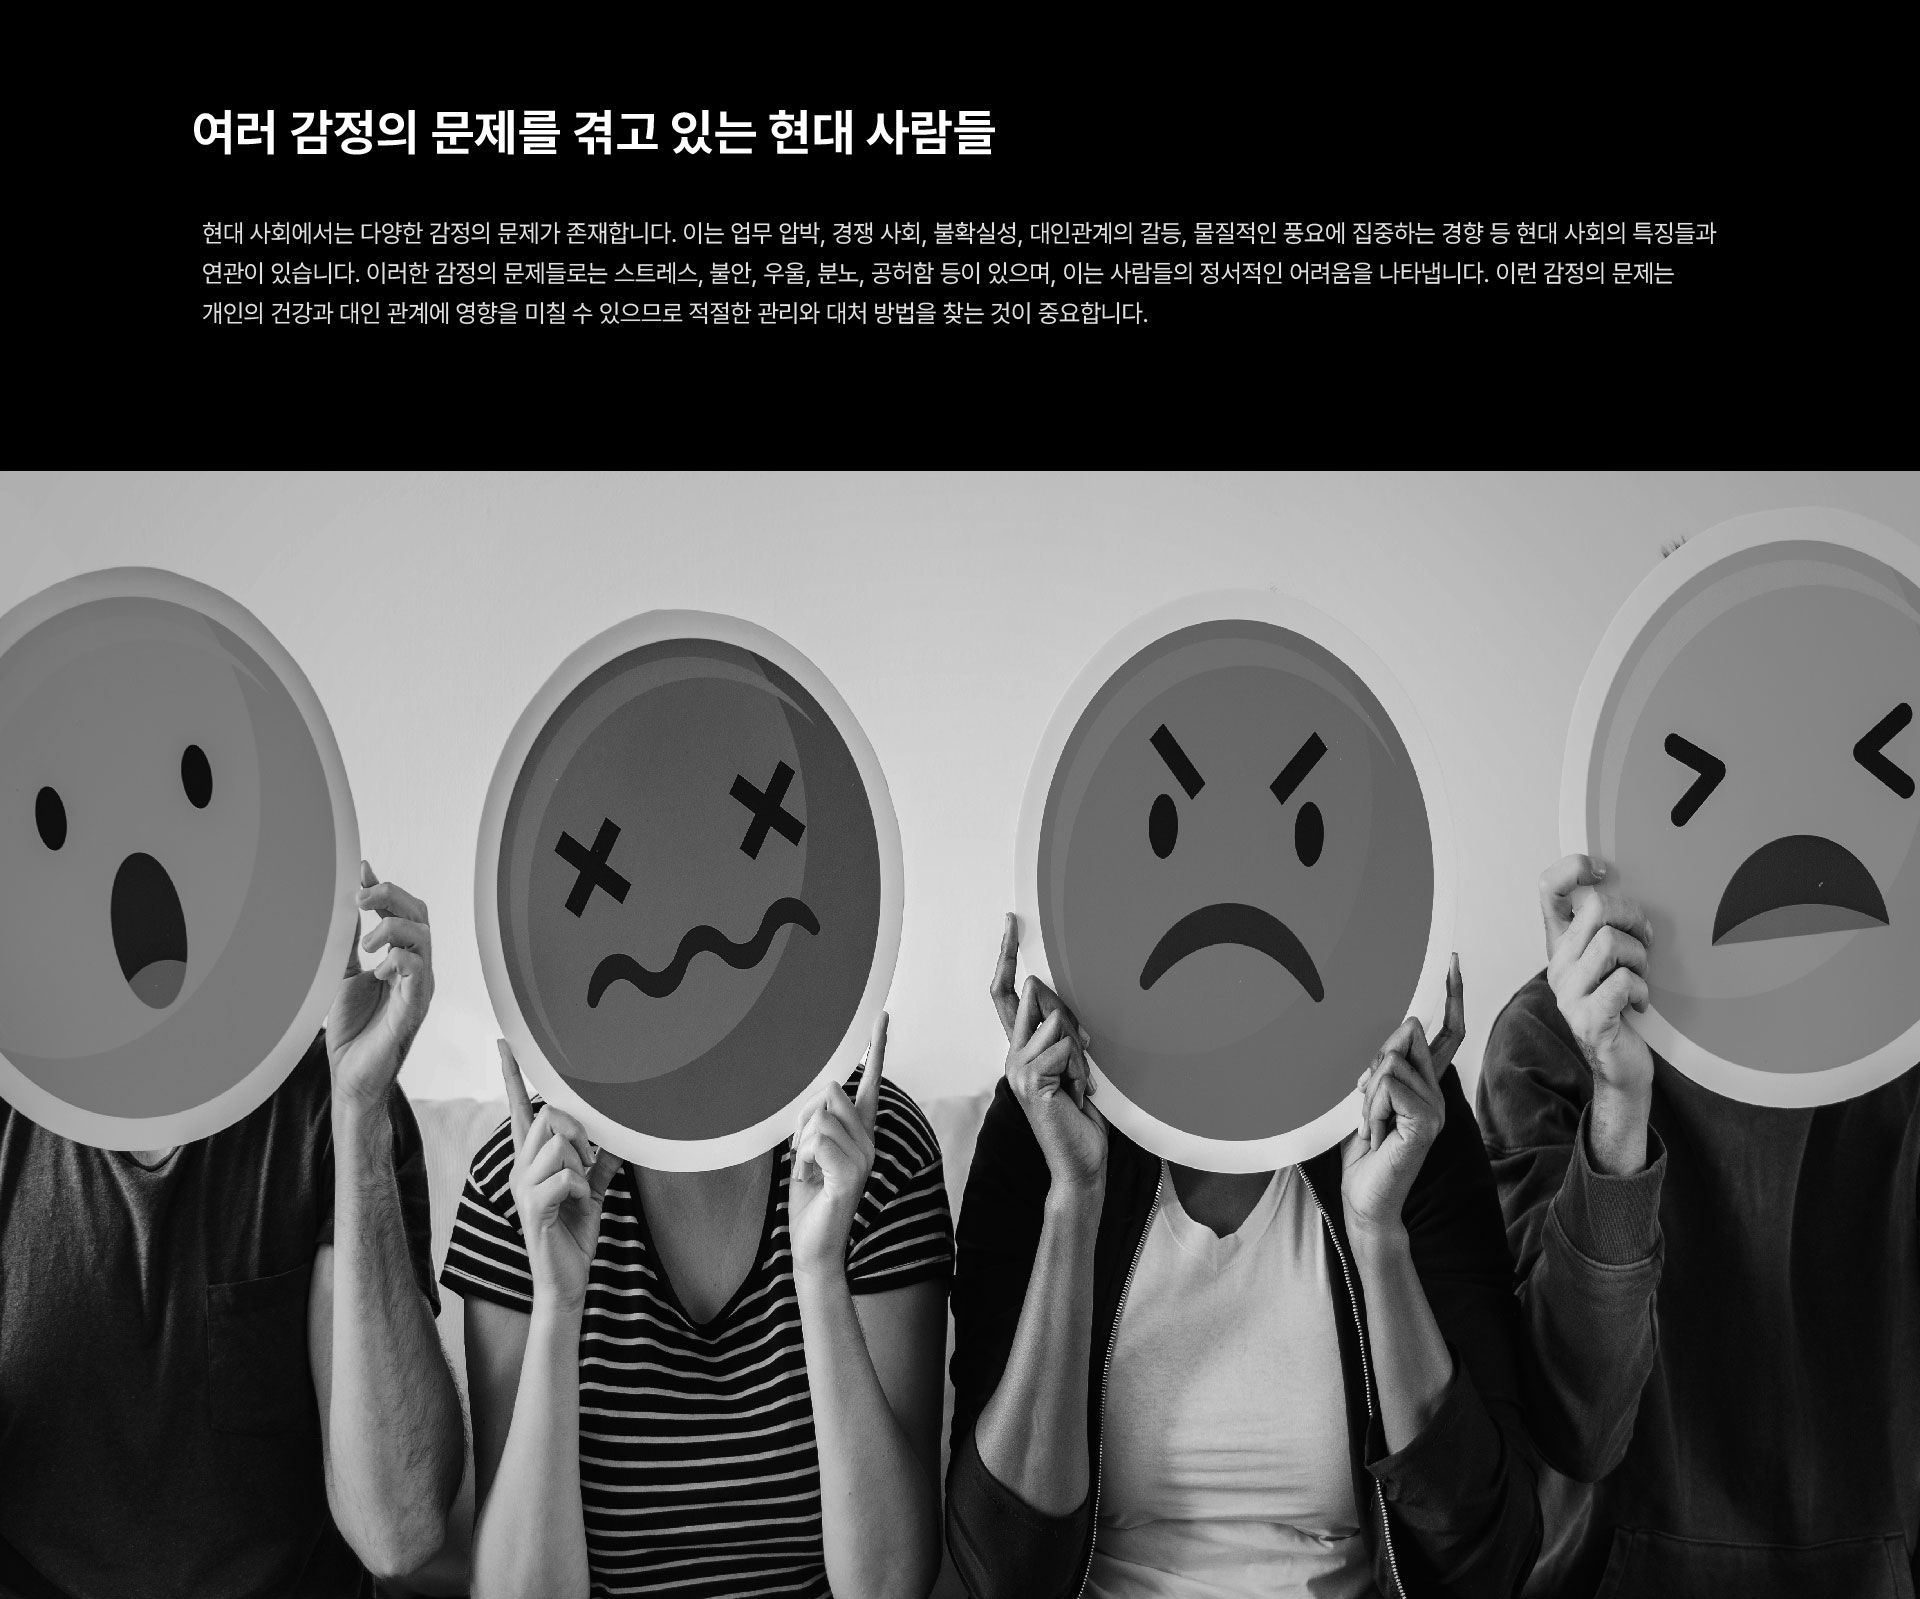 여러 감정의 문제를 겪고 있는 현대 사람들
현대 사회에서는 다양한 감정의 문제가 존재합니다. 이는 업무 압박, 경쟁 사회, 불확실성, 대인관계의 갈등, 물질적인 풍요에 집중하는 경향 등 현대 사회의 특징들과
연관이 있습니다. 이러한 감정의 문제들로는 스트레스, 불안, 우울, 분노, 공허함 등이 있으며, 이는 사람들의 정서적인 어려움을 나타냅니다. 이런 감정의 문제는
개인의 건강과 대인 관계에 영향을 미칠 수 있으므로 적절한 관리와 대처 방법을 찾는 것이 중요합니다.